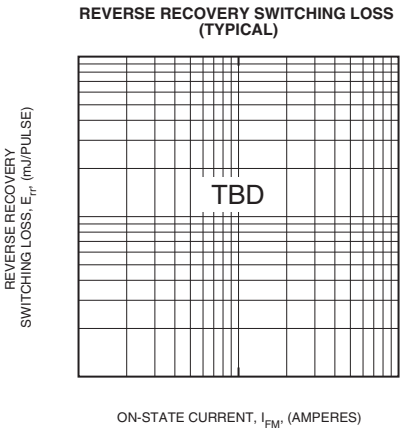 REVERSE RECOVERY SWITCHING LOSS
(TYPICAL)
REVERSE RECOVERY
SWITCHING LOSS, Err, (mJ/PULSE)
TBD
ON-STATE CURRENT, IFM, (AMPERES)